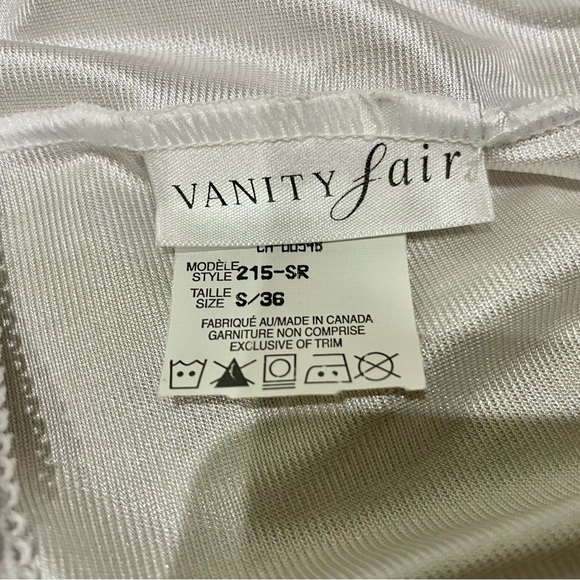 VANITY fair
MODÈLE
STYLE 215-SR
TAILLE
SIZE S/36
FABRIQUÉ AU/MADE IN CANADA
GARNITURE NON COMPRISE
EXCLUSIVE OF TRIM